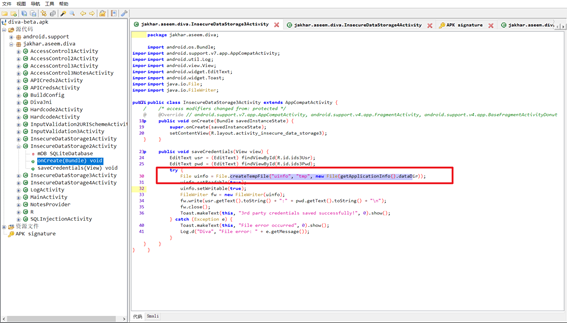 文件 视图 导航 工具 帮助
diva-beta.apk
源代码
android.support
jakhar.aseem.diva
AccessControl1Activity
AccessControl2Activity
AccessControl3Activity
AccessControl3NotesActivity
APICredsActivity
APICreds2Activity
BuildConfig
DivaJni
Hardcode2Activity
HardcodeActivity
InputValidation2URISchemeActivity
InputValidation3Activity
InsecureDataStorage1Activity
InsecureDataStorage2Activity
mDB SQLiteDatabase
onCreate(Bundle) void
saveCredentials(View) void
InsecureDataStorage3Activity
InsecureDataStorage4Activity
LogActivity
MainActivity
NotesProvider
R
SQLInjectionActivity
资源文件
APK signature
jakhar.aseem.diva.InsecureDataStorage3Activity
jakhar.aseem.diva.InsecureDataStorage4Activity
APK signature
jakhar.aseem.div
package jakhar.aseem.diva;
import android.os.Bundle;
import android.support.v7.app.AppCompatActivity;
import android.util.Log;
import android.view.View;
import android.widget.EditText;
import android.widget.Toast;
import java.io.File;
import java.io.FileWriter;
public class InsecureDataStorage3Activity extends AppCompatActivity {
/* access modifiers changed from: protected */
@Override // android.support.v7.app.AppCompatActivity, android.support.v4.app.FragmentActivity, android.support.v4.app.BaseFragmentActivityDonut
public void onCreate(Bundle savedInstanceState) {
super.onCreate(savedInstanceState);
setContentView(R.layout.activity_insecure_data_storage3);
}
public void saveCredentials(View view) {
EditText usr = (EditText) findViewById(R.id.ids3Usr);
EditText pwd = (EditText) findViewById(R.id.ids3Pwd);
try {
File uinfo = File.createTempFile("uinfo", "tmp", new File(getApplicationInfo().dataDir));
uinfo.setReadable(true);
uinfo.setWritable(true);
FileWriter fw = new FileWriter(uinfo);
fw.write(usr.getText().toString() + ":" + pwd.getText().toString() + "\n");
fw.close();
Toast.makeText(this, "3rd party credentials saved successfully!", 0).show();
} catch (Exception e) {
Toast.makeText(this, "File error occurred", 0).show();
Log.d("Diva", "File error: " + e.getMessage());
}
}
}
代码 Smali